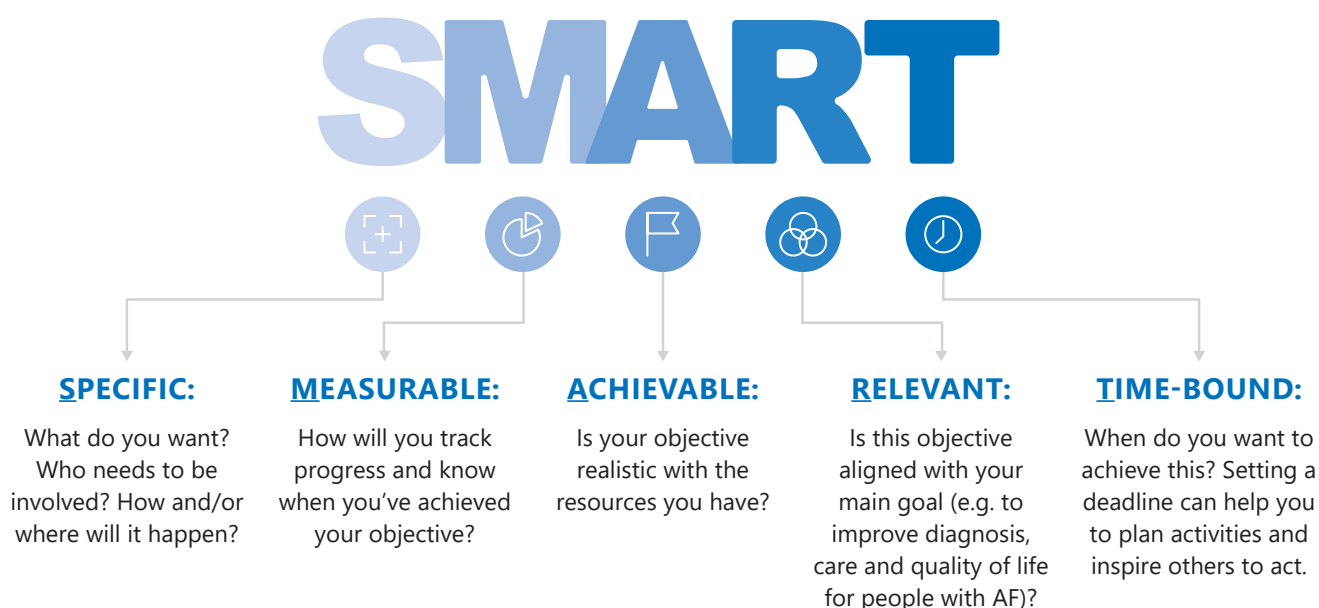 SMART
SPECIFIC:
What do you want?
Who needs to be
involved? How and/or
where will it happen?
MEASURABLE:
How will you track
progress and know
when you've achieved
your objective?
ACHIEVABLE:
Is your objective
realistic with the
resources you have?
RELEVANT:
Is this objective
aligned with your
main goal (e.g. to
improve diagnosis,
care and quality of life
for people with AF)?
TIME-BOUND:
When do you want to
achieve this? Setting a
deadline can help you
to plan activities and
inspire others to act.